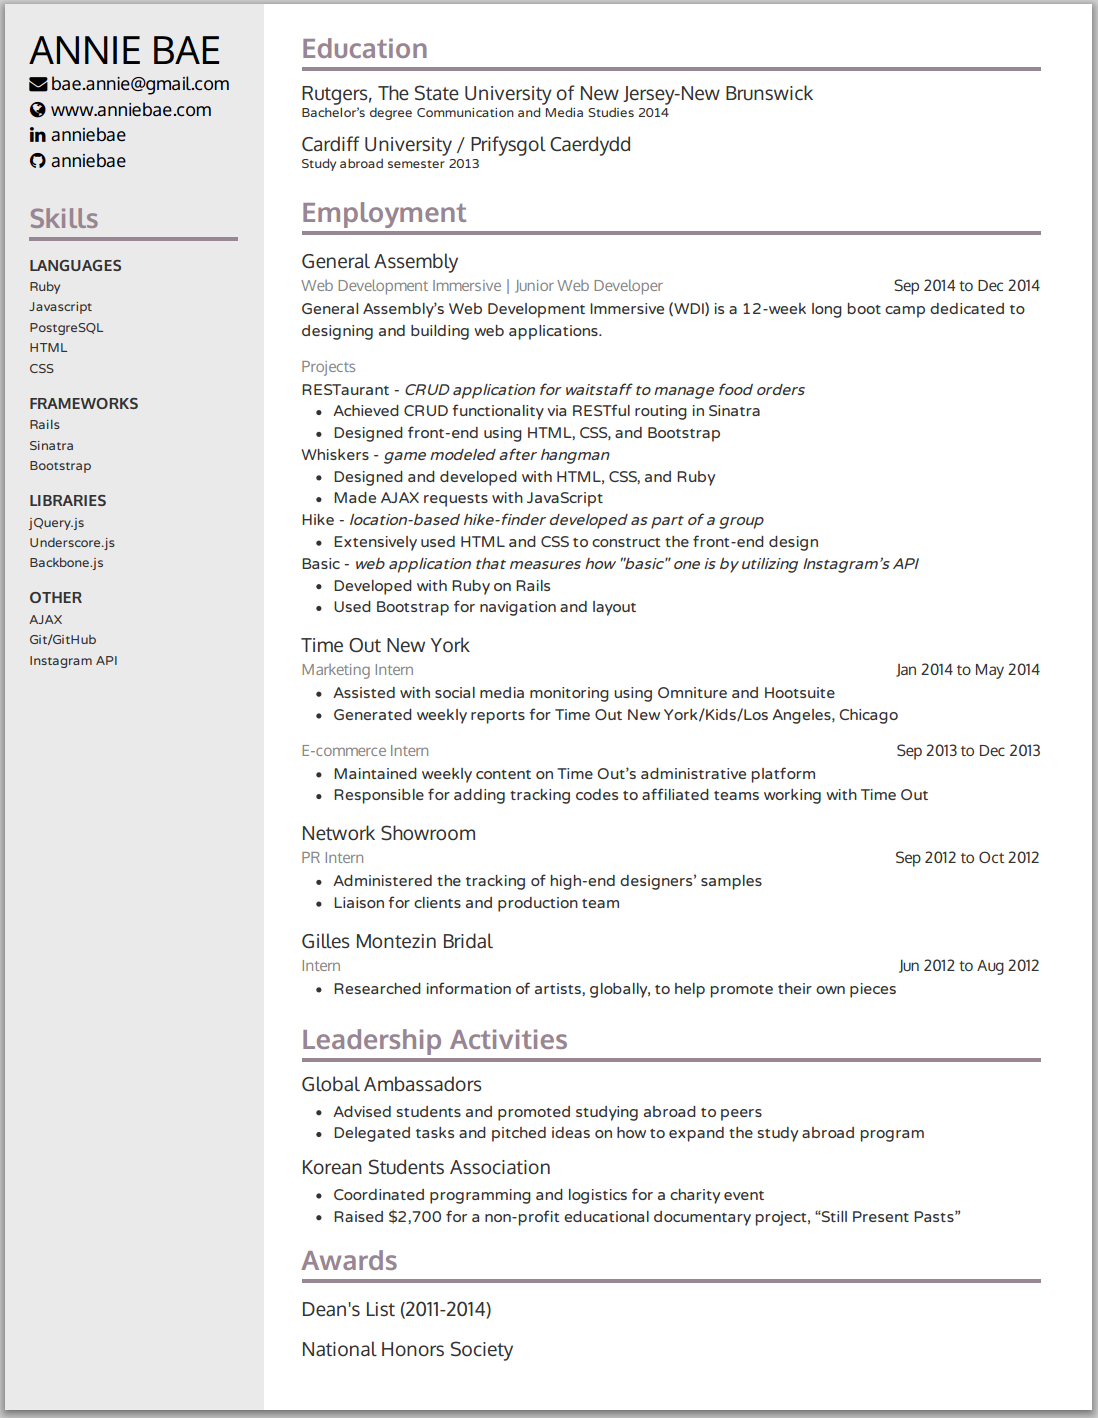 ANNIE BAE
bae.annie@gmail.com
www.anniebae.com
anniebae
anniebae
Skills
LANGUAGES
Ruby
Javascript
PostgreSQL
HTML
CSS
FRAMEWORKS
Rails
Sinatra
Bootstrap
LIBRARIES
jQuery.js
Underscore.js
Backbone.js
OTHER
AJAX
Git/GitHub
Instagram API
Education
Rutgers, The State University of New Jersey-New Brunswick
Bachelor's degree Communication and Media Studies 2014
Cardiff University / Prifysgol Caerdydd
Study abroad semester 2013
Employment
General Assembly
Web Development Immersive | Junior Web Developer Sep 2014 to Dec 2014
General Assembly's Web Development Immersive (WDI) is a 12-week long boot camp dedicated to
designing and building web applications.
Projects
RESTaurant - CRUD application for waitstaff to manage food orders
• Achieved CRUD functionality via RESTful routing in Sinatra
• Designed front-end using HTML, CSS, and Bootstrap
Whiskers - game modeled after hangman
• Designed and developed with HTML, CSS, and Ruby
• Made AJAX requests with JavaScript
Hike - location-based hike-finder developed as part of a group
• Extensively used HTML and CSS to construct the front-end design
Basic - web application that measures how "basic" one is by utilizing Instagram's API
• Developed with Ruby on Rails
• Used Bootstrap for navigation and layout
Time Out New York
Marketing Intern Jan 2014 to May 2014
• Assisted with social media monitoring using Omniture and Hootsuite
• Generated weekly reports for Time Out New York/Kids/Los Angeles, Chicago
E-commerce Intern Sep 2013 to Dec 2013
• Maintained weekly content on Time Out's administrative platform
• Responsible for adding tracking codes to affiliated teams working with Time Out
Network Showroom
PR Intern Sep 2012 to Oct 2012
• Administered the tracking of high-end designers' samples
• Liaison for clients and production team
Gilles Montezin Bridal
Intern Jun 2012 to Aug 2012
• Researched information of artists, globally, to help promote their own pieces
Leadership Activities
Global Ambassadors
• Advised students and promoted studying abroad to peers
• Delegated tasks and pitched ideas on how to expand the study abroad program
Korean Students Association
• Coordinated programming and logistics for a charity event
• Raised $2,700 for a non-profit educational documentary project, “Still Present Pasts”
Awards
Dean's List (2011-2014)
National Honors Society